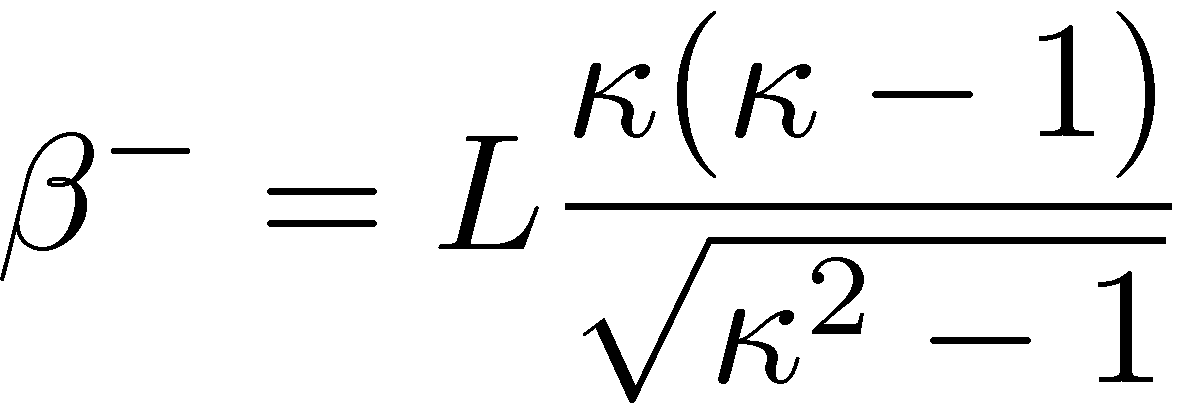 β⁻ = L κ(κ − 1) / √(κ² − 1)